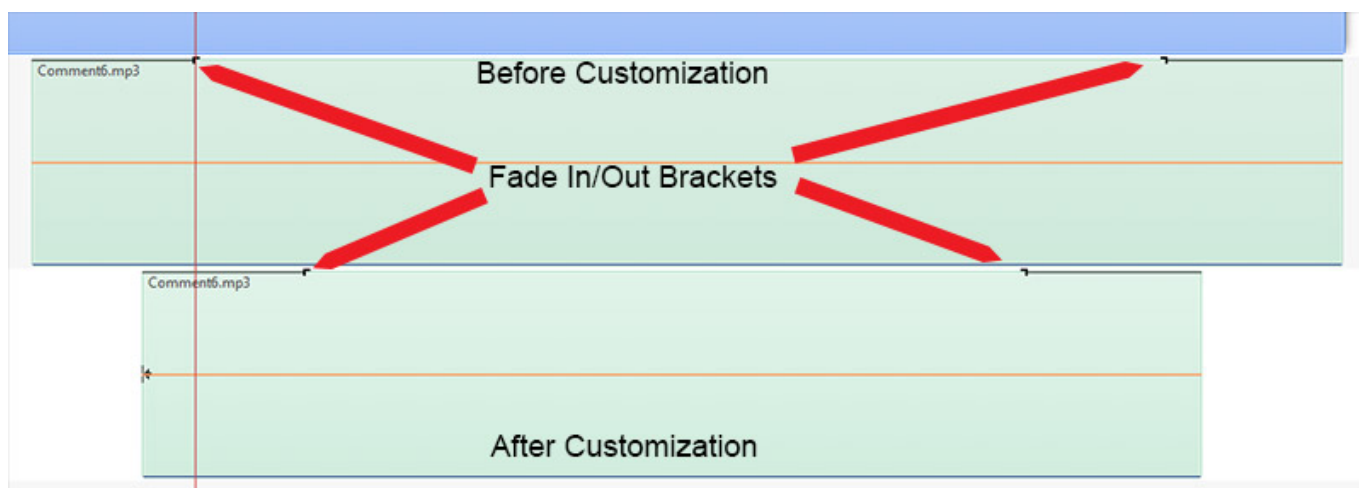 Comment6.mp3
Before Customization
Fade In/Out Brackets
Comment6.mp3
After Customization